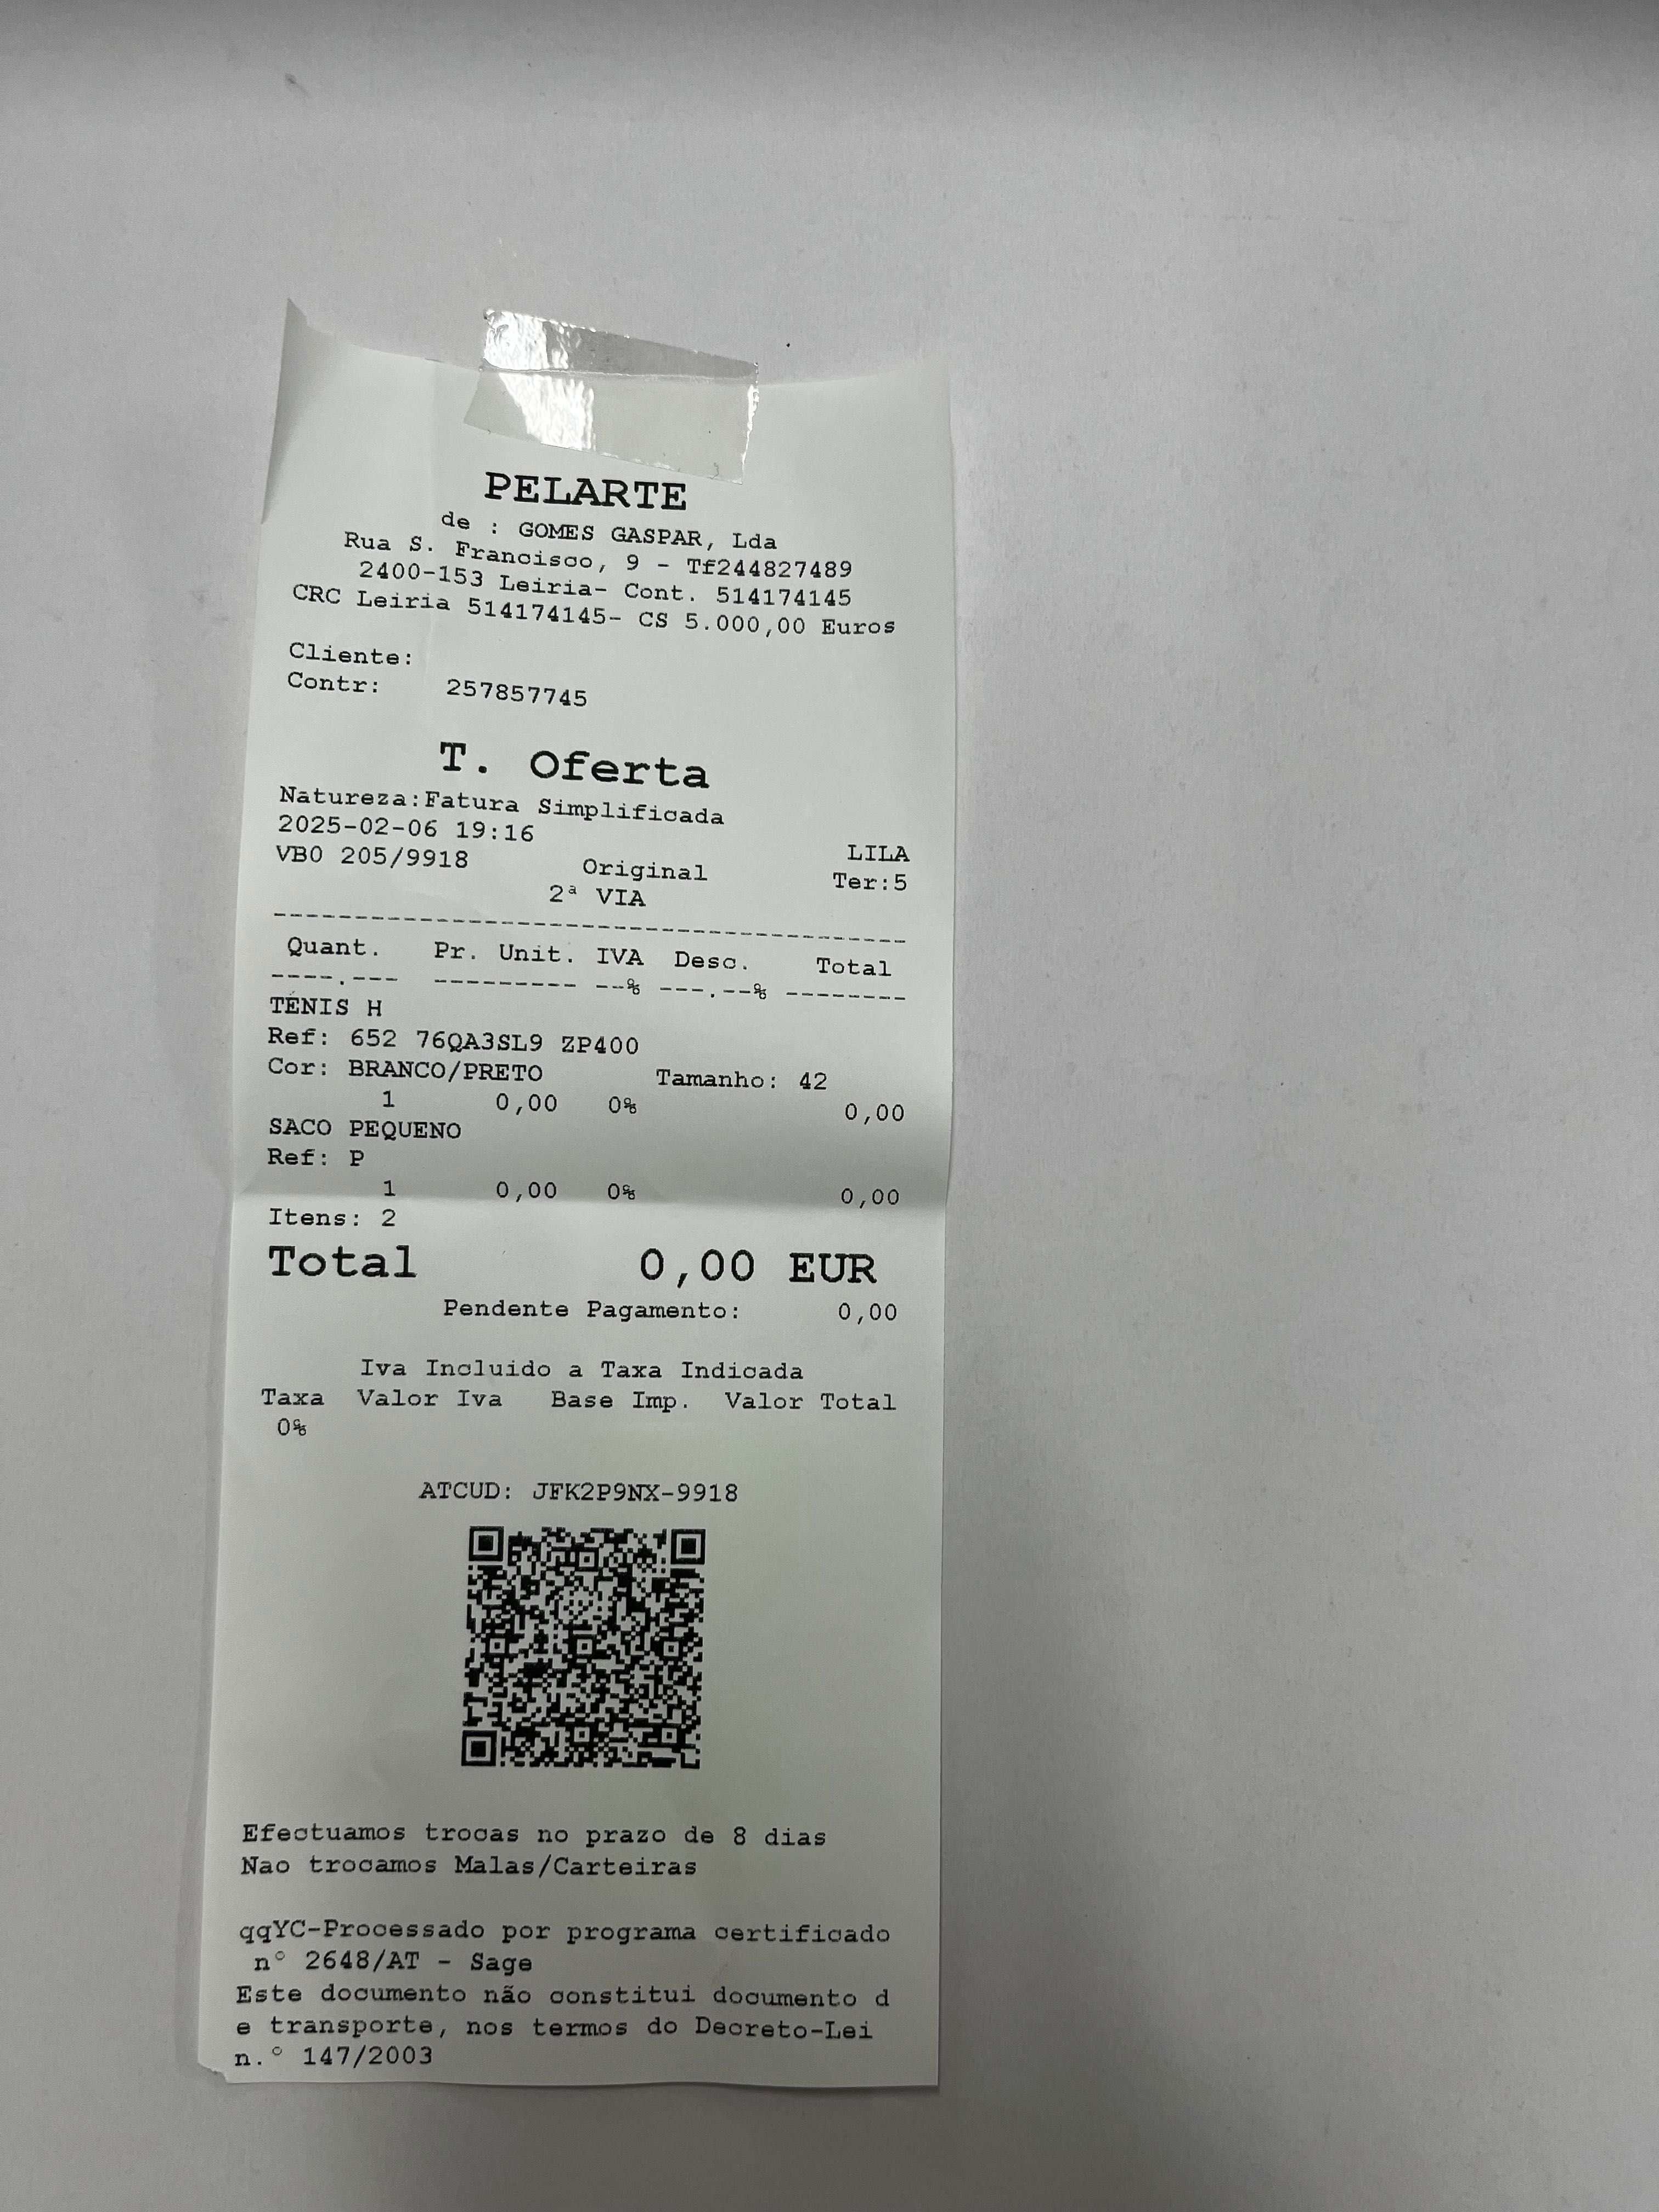 PELARTE
de : GOMES GASPAR, Lda
Rua S. Francisco, 9 - Tf244827489
2400-153 Leiria- Cont. 514174145
CRC Leiria 514174145- CS 5.000,00 Euros
Cliente:
Contr: 257857745
T. Oferta
Natureza:Fatura Simplificada
2025-02-06 19:16 LILA
VB0 205/9918 Original Ter:5
2ª VIA
--------------------------------------
Quant. Pr. Unit. IVA Desc. Total
----.--- --------- --% ---.--% --------
TÉNIS H
Ref: 652 76QA3SL9 ZP400
Cor: BRANCO/PRETO Tamanho: 42
1 0,00 0% 0,00
SACO PEQUENO
Ref: P
1 0,00 0% 0,00
Itens: 2
Total 0,00 EUR
Pendente Pagamento: 0,00
Iva Incluido a Taxa Indicada
Taxa Valor Iva Base Imp. Valor Total
0%
ATCUD: JFK2P9NX-9918
Efectuamos trocas no prazo de 8 dias
Nao trocamos Malas/Carteiras
qqYC-Processado por programa certificado
nº 2648/AT - Sage
Este documento não constitui documento d
e transporte, nos termos do Decreto-Lei
n.º 147/2003